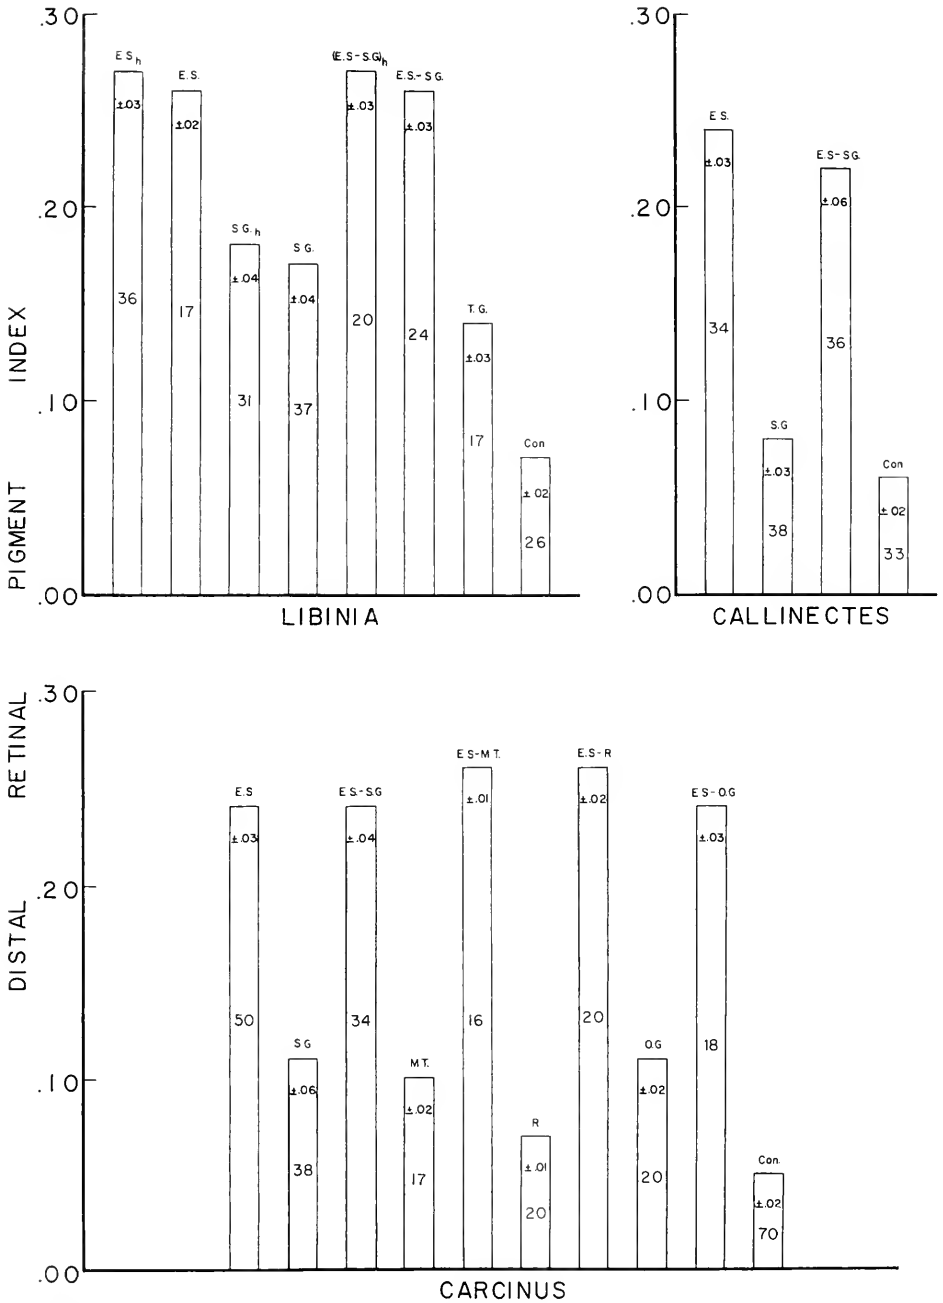 DISTAL RETINAL PIGMENT INDEX
.30
.20
.10
.00
E.S.h
±.03
36
E.S.
±.02
17
S.G.h
±.04
31
S.G.
±.04
37
(E.S-S.G)h
±.03
20
E.S.-S.G.
±.03
24
T.G.
±.03
17
Con
±.02
26
LIBINIA
.30
.20
.10
.00
E.S.
±.03
34
S.G
±.03
38
E.S-S.G.
±.06
36
Con
±.02
33
CALLINECTES
.30
.20
.10
.00
E.S
±.03
50
S.G
±.06
38
E.S.-S.G
±.04
34
M.T.
±.02
17
E.S-M.T.
±.01
16
R
±.01
20
E.S-R
±.02
20
O.G
±.02
20
E.S-O.G
±.03
18
Con.
±.02
70
CARCINUS